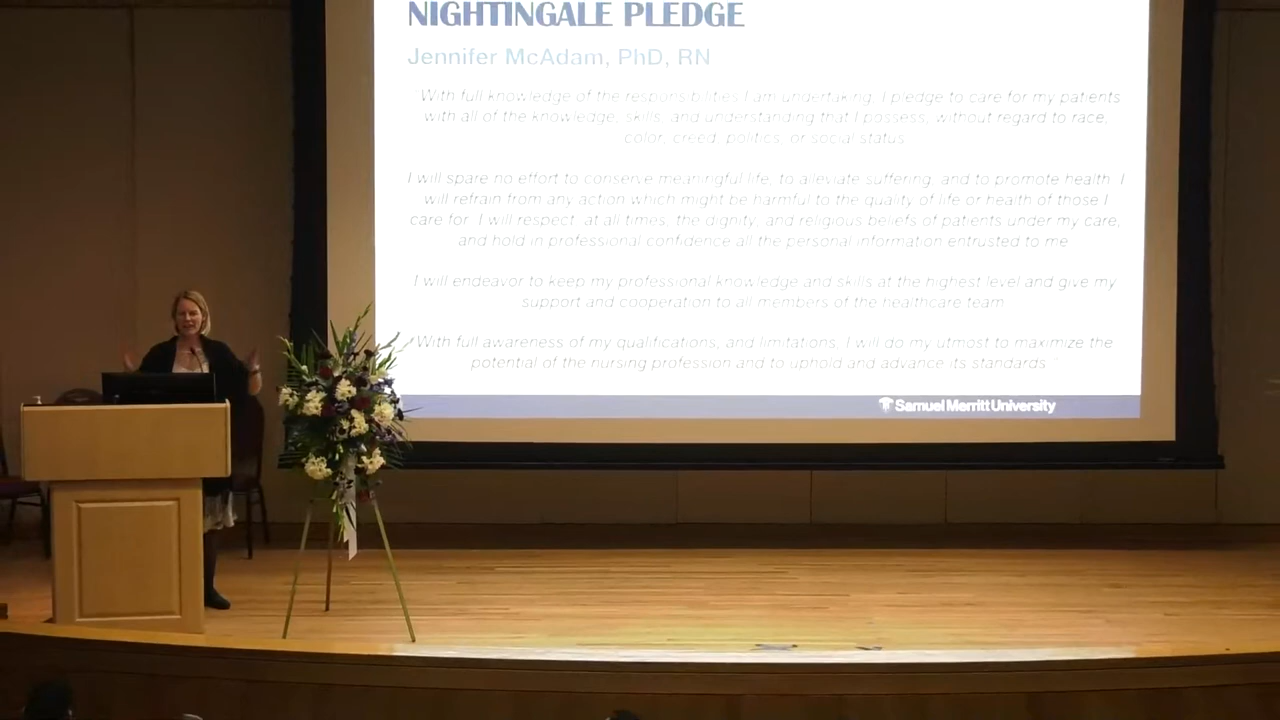 NIGHTINGALE PLEDGE
Jennifer McAdam, PhD, RN
With full knowledge of the responsibilities I am undertaking, I pledge to care for my patients
with all of the knowledge, skills, and understanding that I possess, without regard to race,
color, creed, politics, or social status.
I will spare no effort to conserve meaningful life, to alleviate suffering, and to promote health. I
will refrain from any action which might be harmful to the quality of life or health of those I
care for. I will respect, at all times, the dignity, and religious beliefs of patients under my care,
and hold in professional confidence all the personal information entrusted to me.
I will endeavor to keep my professional knowledge and skills at the highest level and give my
support and cooperation to all members of the healthcare team.
With full awareness of my qualifications, and limitations, I will do my utmost to maximize the
potential of the nursing profession and to uphold and advance its standards."
Samuel Merritt University